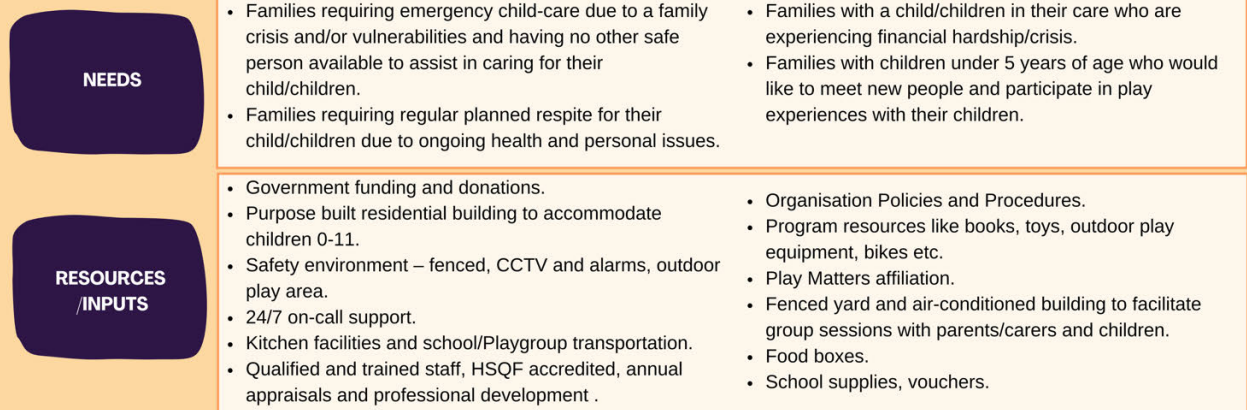 NEEDS
• Families requiring emergency child-care due to a family
crisis and/or vulnerabilities and having no other safe
person available to assist in caring for their
child/children.
• Families requiring regular planned respite for their
child/children due to ongoing health and personal issues.
• Families with a child/children in their care who are
experiencing financial hardship/crisis.
• Families with children under 5 years of age who would
like to meet new people and participate in play
experiences with their children.
RESOURCES
/INPUTS
• Government funding and donations.
• Purpose built residential building to accommodate
children 0-11.
• Safety environment – fenced, CCTV and alarms, outdoor
play area.
• 24/7 on-call support.
• Kitchen facilities and school/Playgroup transportation.
• Qualified and trained staff, HSQF accredited, annual
appraisals and professional development .
• Organisation Policies and Procedures.
• Program resources like books, toys, outdoor play
equipment, bikes etc.
• Play Matters affiliation.
• Fenced yard and air-conditioned building to facilitate
group sessions with parents/carers and children.
• Food boxes.
• School supplies, vouchers.